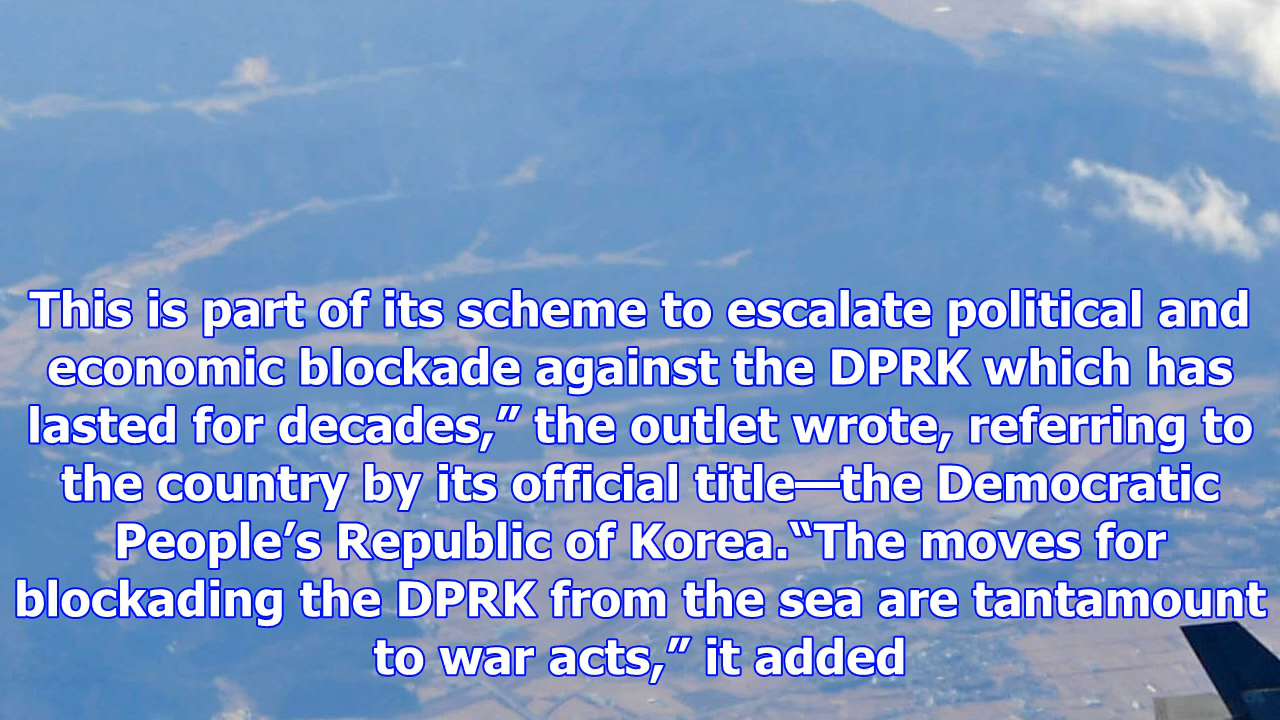 This is part of its scheme to escalate political and
economic blockade against the DPRK which has
lasted for decades,” the outlet wrote, referring to
the country by its official title—the Democratic
People’s Republic of Korea.“The moves for
blockading the DPRK from the sea are tantamount
to war acts,” it added